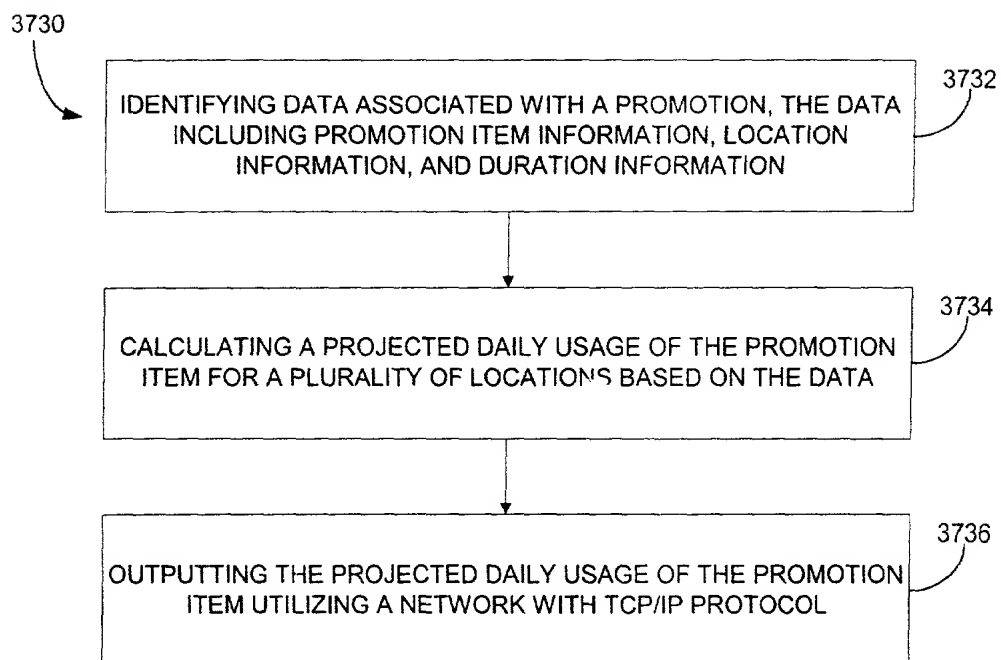 3730
3732
IDENTIFYING DATA ASSOCIATED WITH A PROMOTION, THE DATA
INCLUDING PROMOTION ITEM INFORMATION, LOCATION
INFORMATION, AND DURATION INFORMATION
3734
CALCULATING A PROJECTED DAILY USAGE OF THE PROMOTION
ITEM FOR A PLURALITY OF LOCATIONS BASED ON THE DATA
3736
OUTPUTTING THE PROJECTED DAILY USAGE OF THE PROMOTION
ITEM UTILIZING A NETWORK WITH TCP/IP PROTOCOL